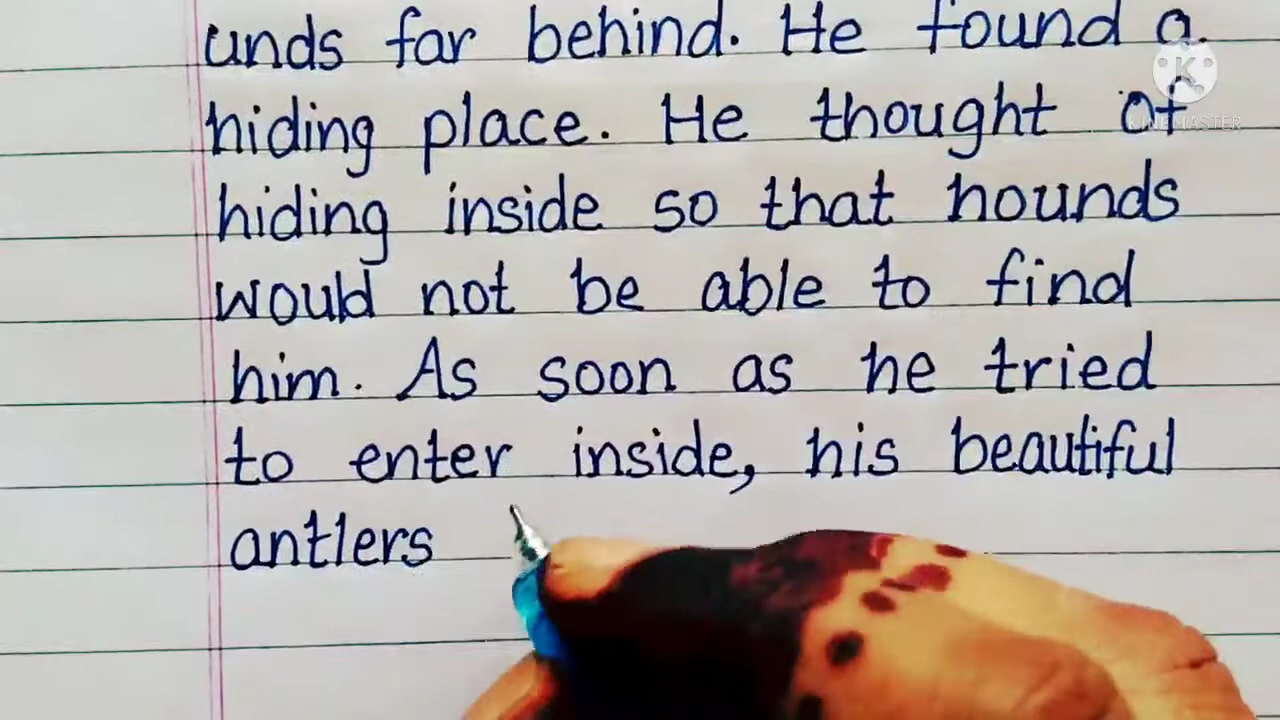 unds far behind. He found a
hiding place. He thought of
hiding inside so that hounds
would not be able to find
him. As soon as he tried
to enter inside, his beautiful
antlers
K
KINEMASTER